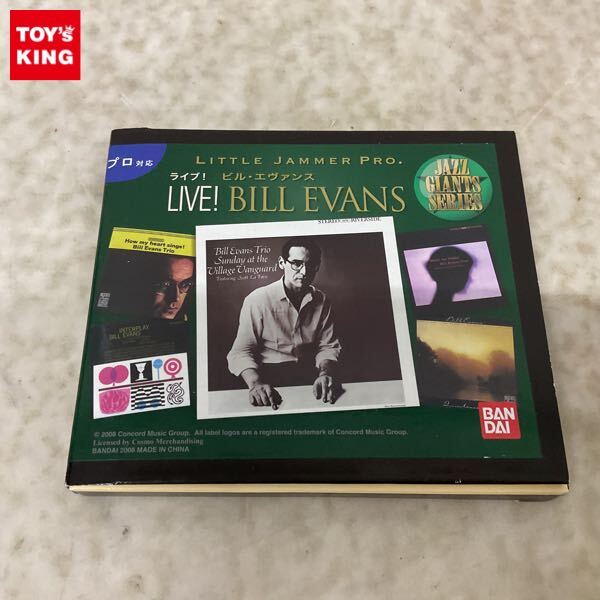 TOY'S
KING
プロ対応
LITTLE JAMMER PRO.
ライブ! ビル・エヴァンス
LIVE! BILL EVANS
JAZZ
GIANTS
SERIES
How my heart sings!
Bill Evans Trio
INTERPLAY
BILL EVANS
Bill Evans Trio
Sunday at the
Village Vanguard
Featuring Scott La Faro
BAN
DAI
© 2008 Concord Music Group. All label logos are a registered trademark of Concord Music Group.
Licensed by Cosmo Merchandising
BANDAI 2008 MADE IN CHINA